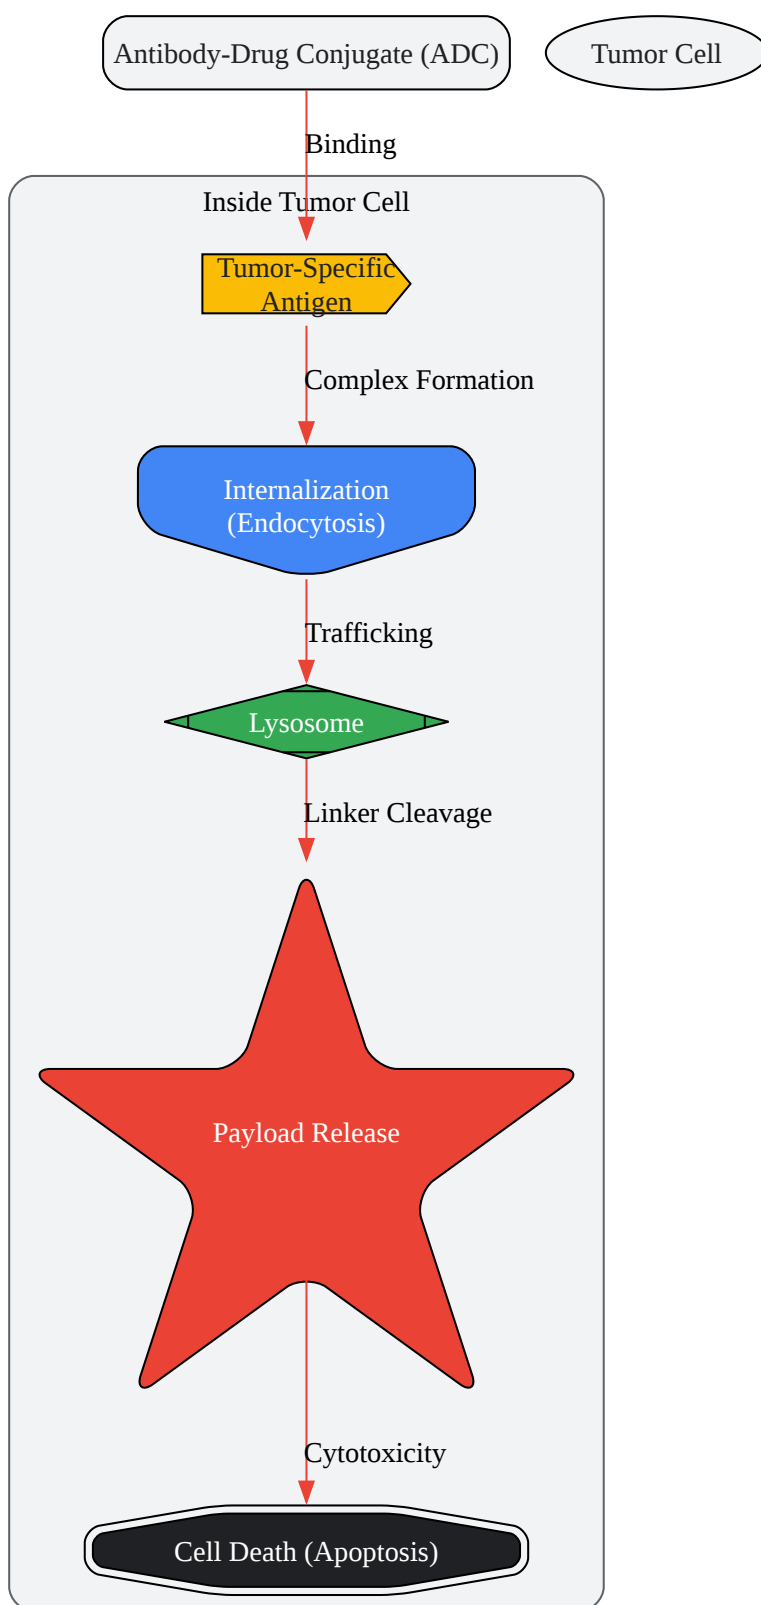 Antibody-Drug Conjugate (ADC)
Tumor Cell
Binding
Inside Tumor Cell
Tumor-Specific
Antigen
Complex Formation
Internalization
(Endocytosis)
Trafficking
Lysosome
Linker Cleavage
Payload Release
Cytotoxicity
Cell Death (Apoptosis)